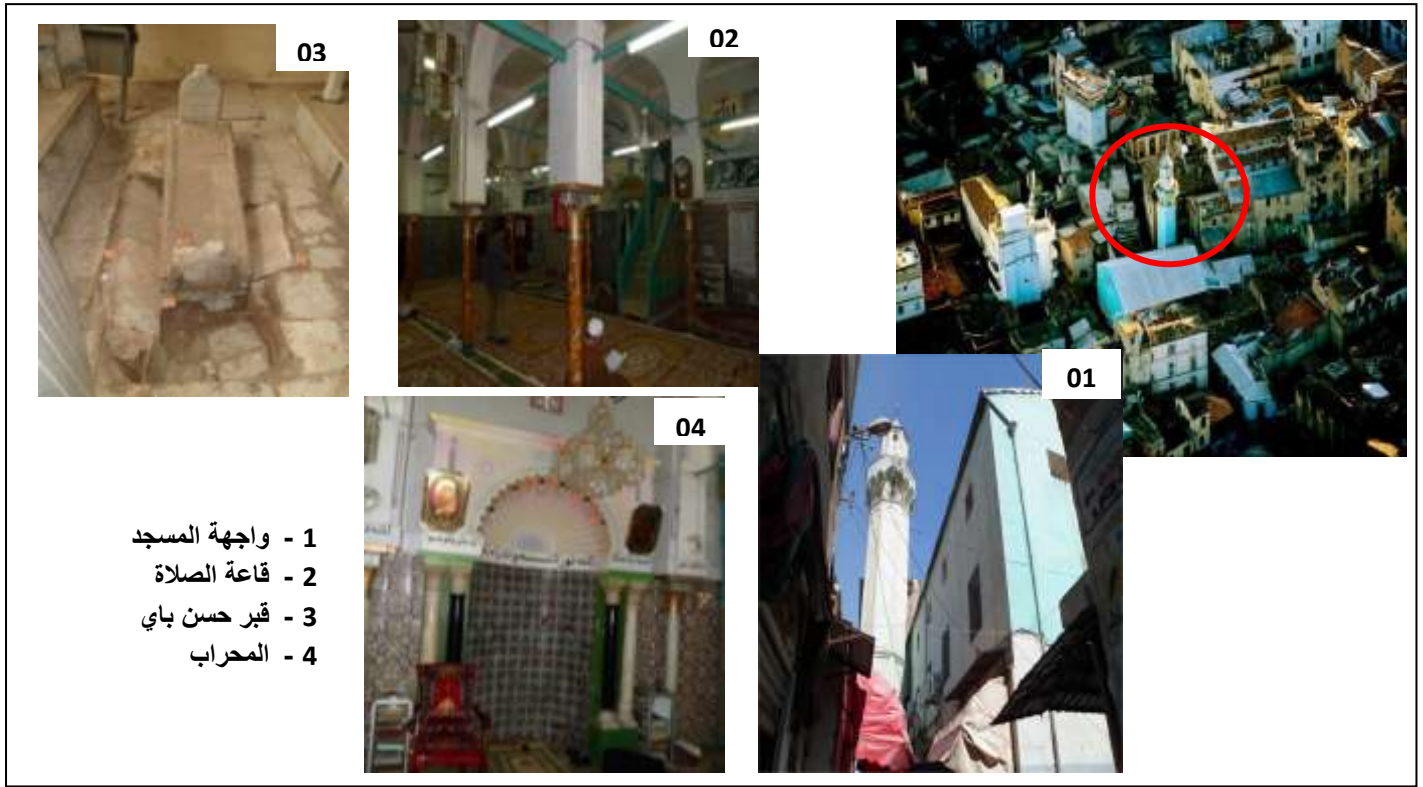 03
02
01
04
1 - واجهة المسجد
2 - قاعة الصلاة
3 - قبر حسن باي
4 - المحراب